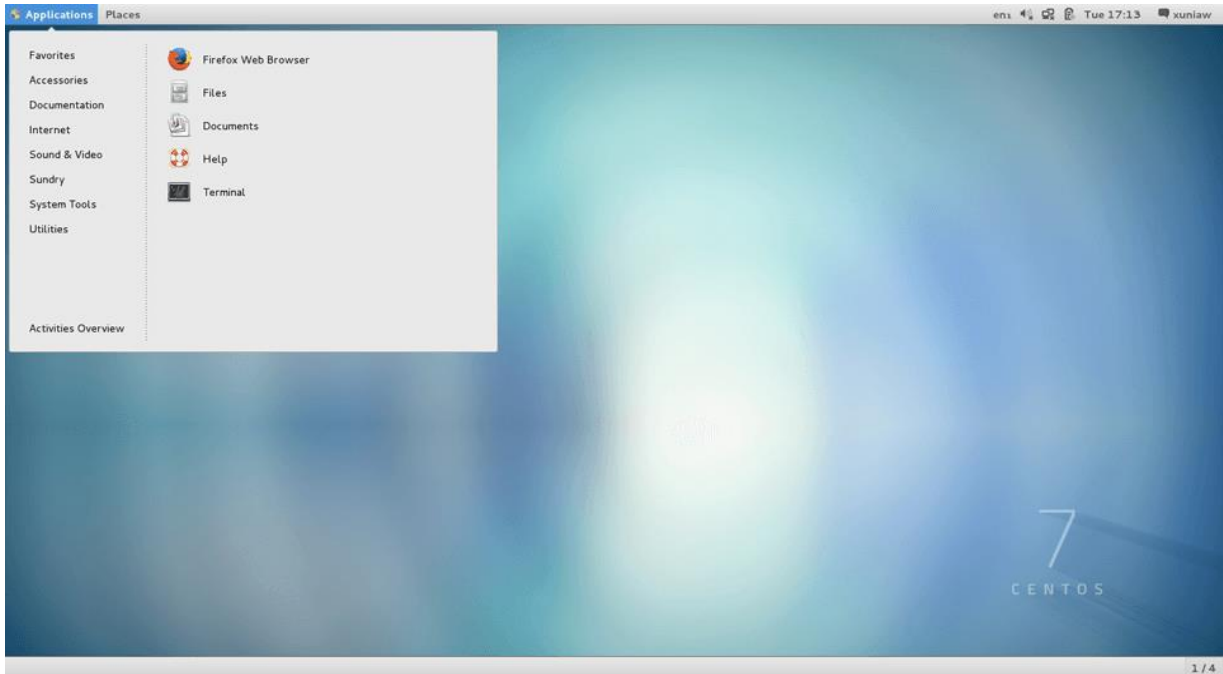 Applications Places
en₁ Tue 17:13 xuniaw
Favorites
Accessories
Documentation
Internet
Sound & Video
Sundry
System Tools
Utilities
Activities Overview
Firefox Web Browser
Files
Documents
Help
Terminal
7
CENTOS
1 / 4